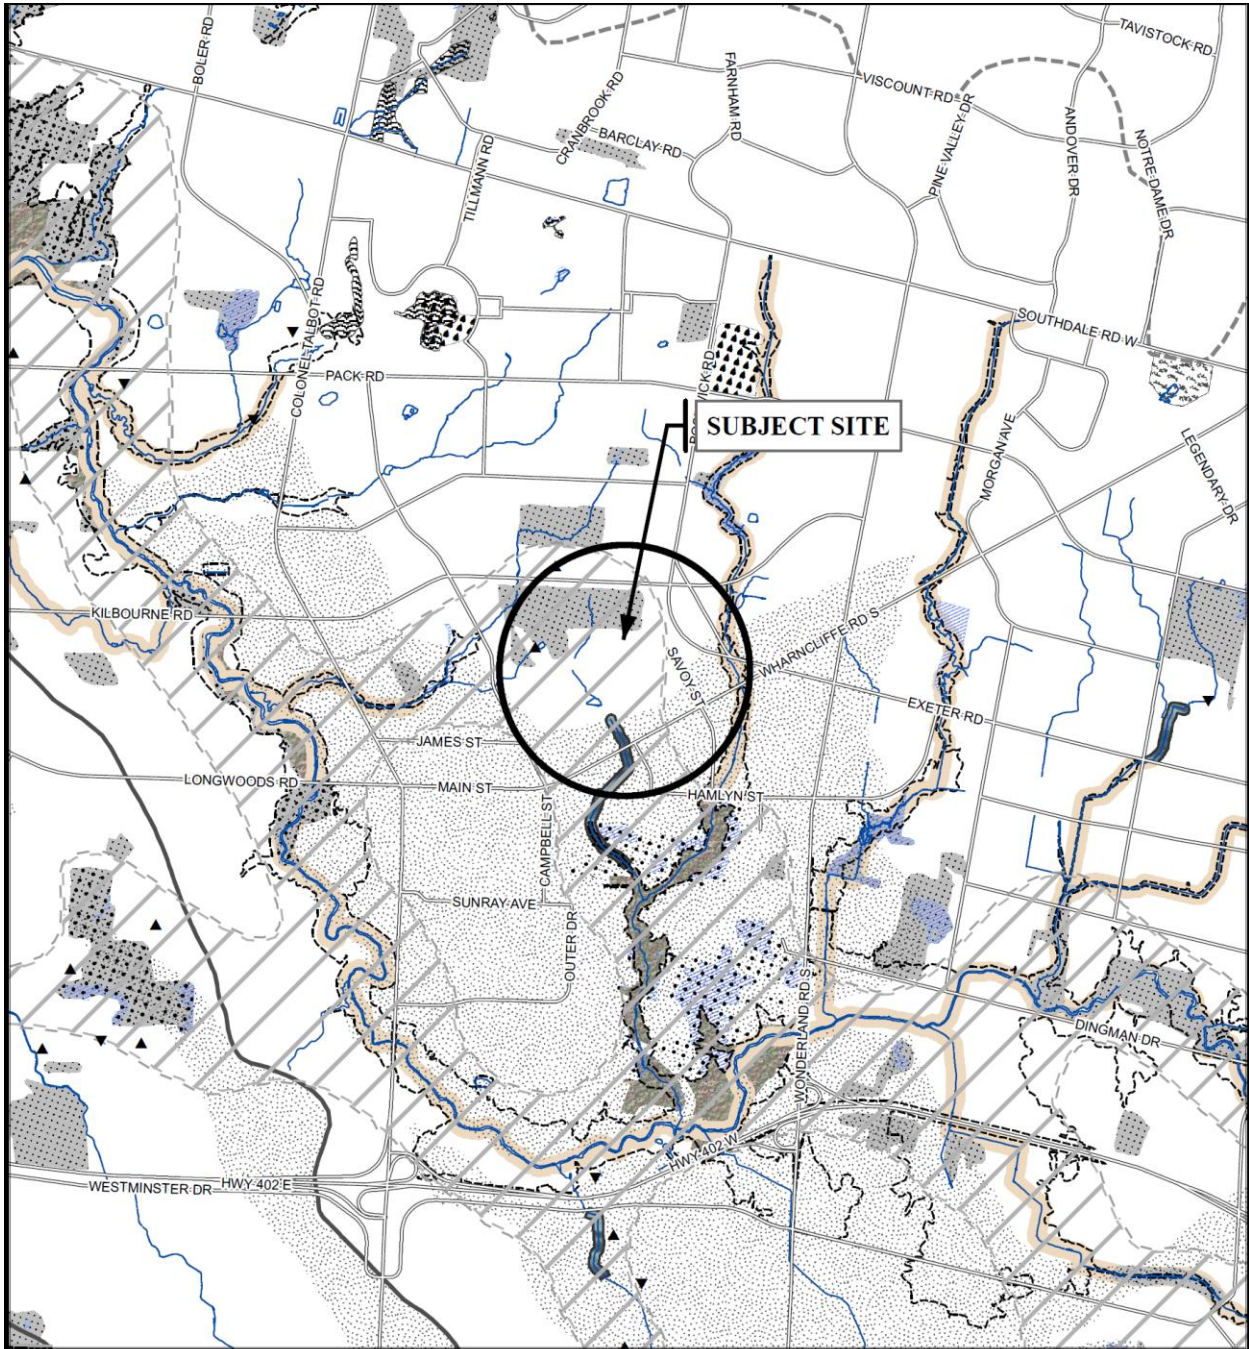 TAVISTOCK RD
BOLER RD
FARNHAM RD
VISCOUNT RD
CRANBROOK RD
BARCLAY RD
PINE VALLEY DR
ANDOVER DR
NOTRE DAME DR
TILLMANN RD
COLONEL TALBOT RD
SOUTHDALE RD W
PACK RD
SUBJECT SITE
MORGAN AVE
LEGENDARY DR
KILBOURNE RD
SAVOY ST
WHARNCLIFFE RD S
EXETER RD
JAMES ST
LONGWOODS RD
MAIN ST
HAMLYN ST
CAMPBELL ST
SUNRAY AVE
OUTER DR
WONDERLAND RD S
DINGMAN DR
HWY 402 W
WESTMINSTER DR
HWY 402 E